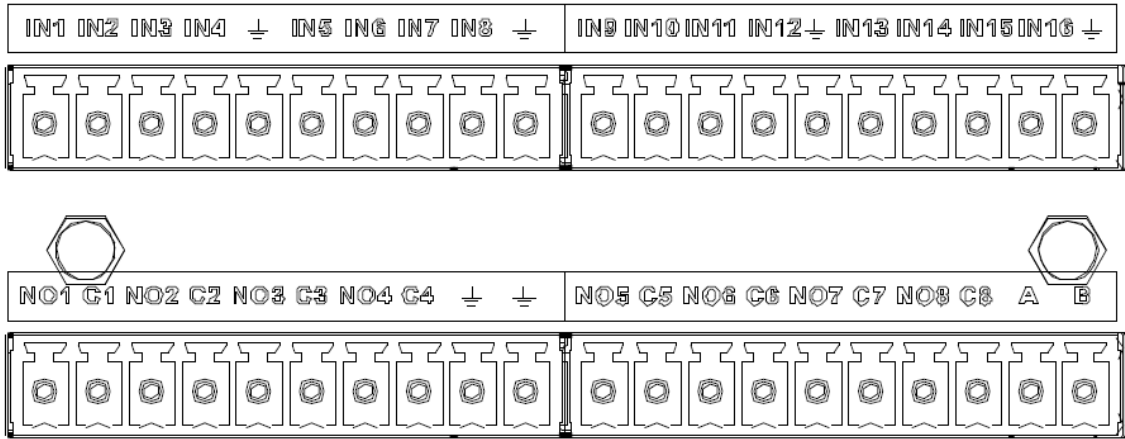 IN1 IN2 IN3 IN4 ⏚ IN5 IN6 IN7 IN8 ⏚ IN9 IN10 IN11 IN12 ⏚ IN13 IN14 IN15 IN16 ⏚
NO1 C1 NO2 C2 NO3 C3 NO4 C4 ⏚ ⏚ NO5 C5 NO6 C6 NO7 C7 NO8 C8 A B